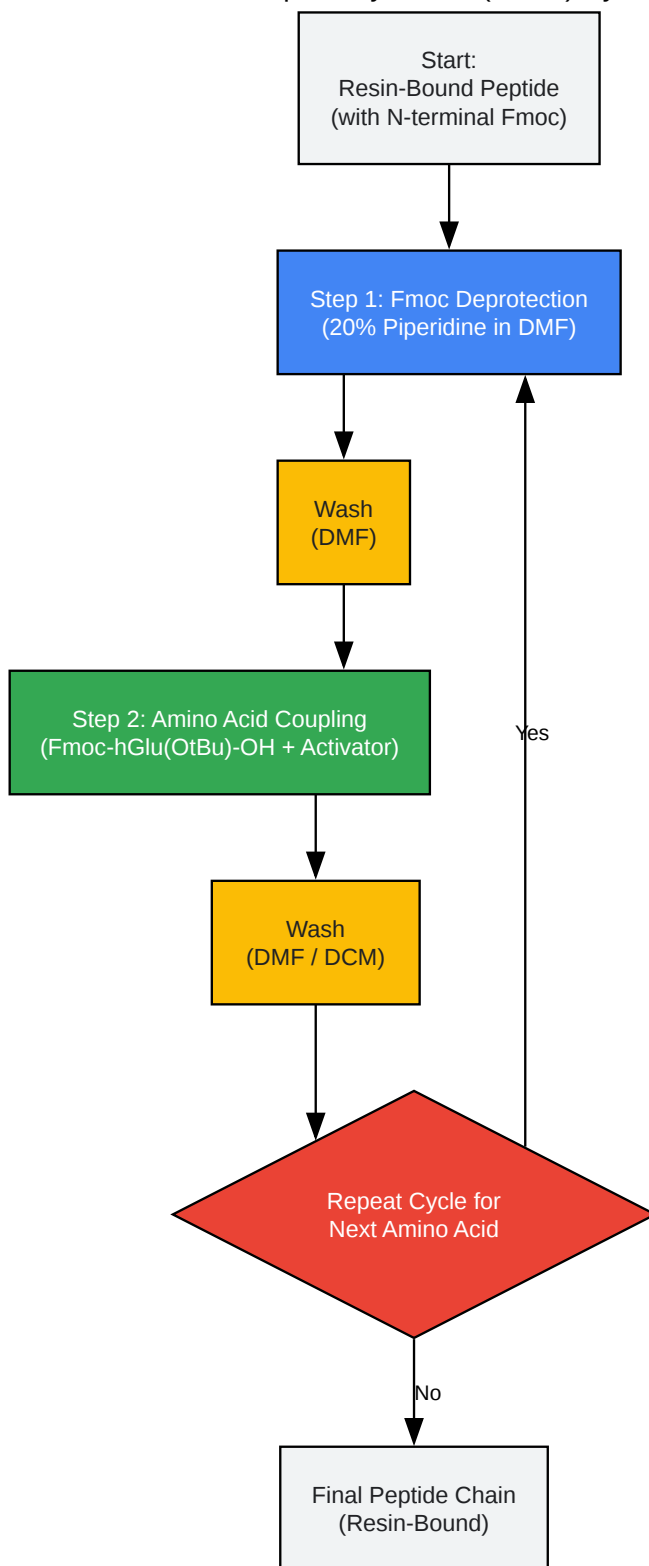 Start:
Resin-Bound Peptide
(with N-terminal Fmoc)
Step 1: Fmoc Deprotection
(20% Piperidine in DMF)
Wash
(DMF)
Step 2: Amino Acid Coupling
(Fmoc-hGlu(OtBu)-OH + Activator)
Yes
Wash
(DMF / DCM)
Repeat Cycle for
Next Amino Acid
No
Final Peptide Chain
(Resin-Bound)